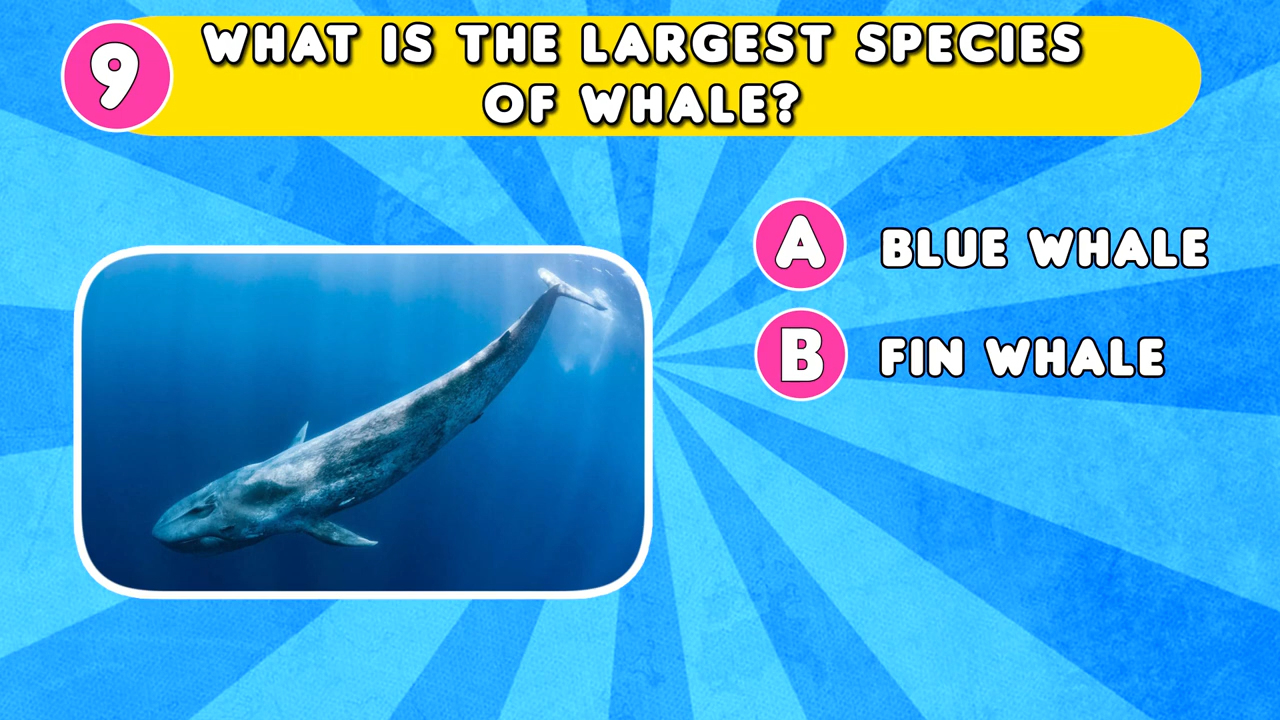 9
WHAT IS THE LARGEST SPECIES
OF WHALE?
A BLUE WHALE
B FIN WHALE